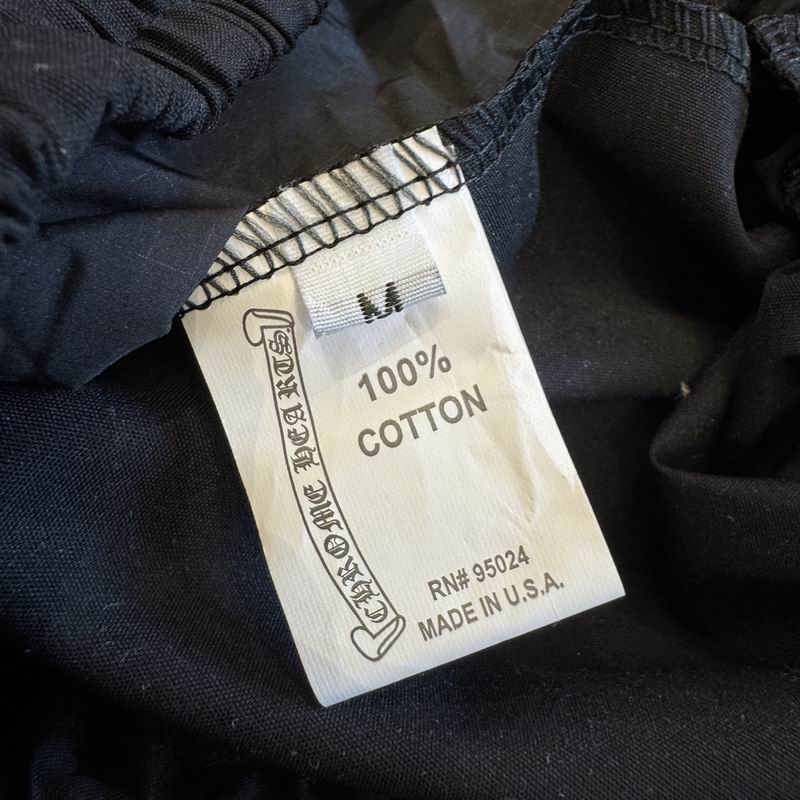 M
CHROME HEARTS
100%
COTTON
RN# 95024
MADE IN U.S.A.